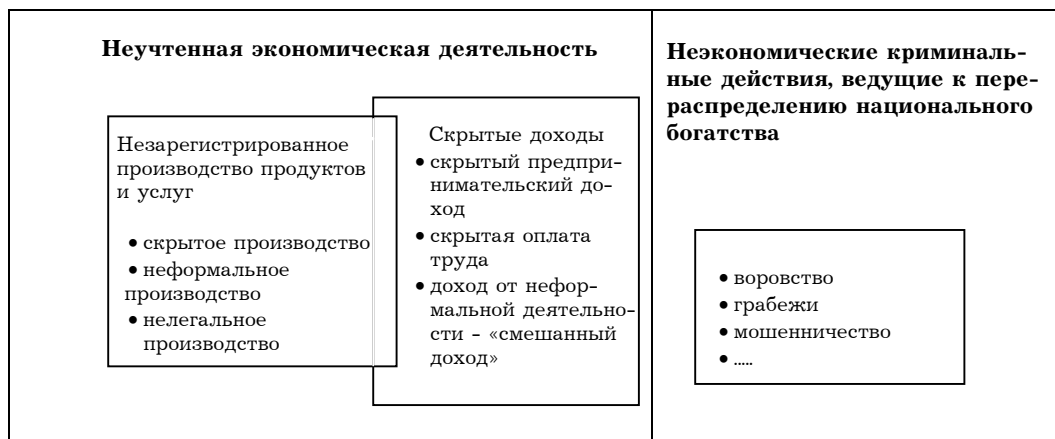 Неучтенная экономическая деятельность
Незарегистрированное
производство продуктов
и услуг
• скрытое производство
• неформальное
производство
• нелегальное
производство
Скрытые доходы
• скрытый предпри-
нимательский до-
ход
• скрытая оплата
труда
• доход от нефор-
мальной деятельно-
сти - «смешанный
доход»
Неэкономические криминаль-
ные действия, ведущие к пере-
распределению национального
богатства
• воровство
• грабежи
• мошенничество
• .....